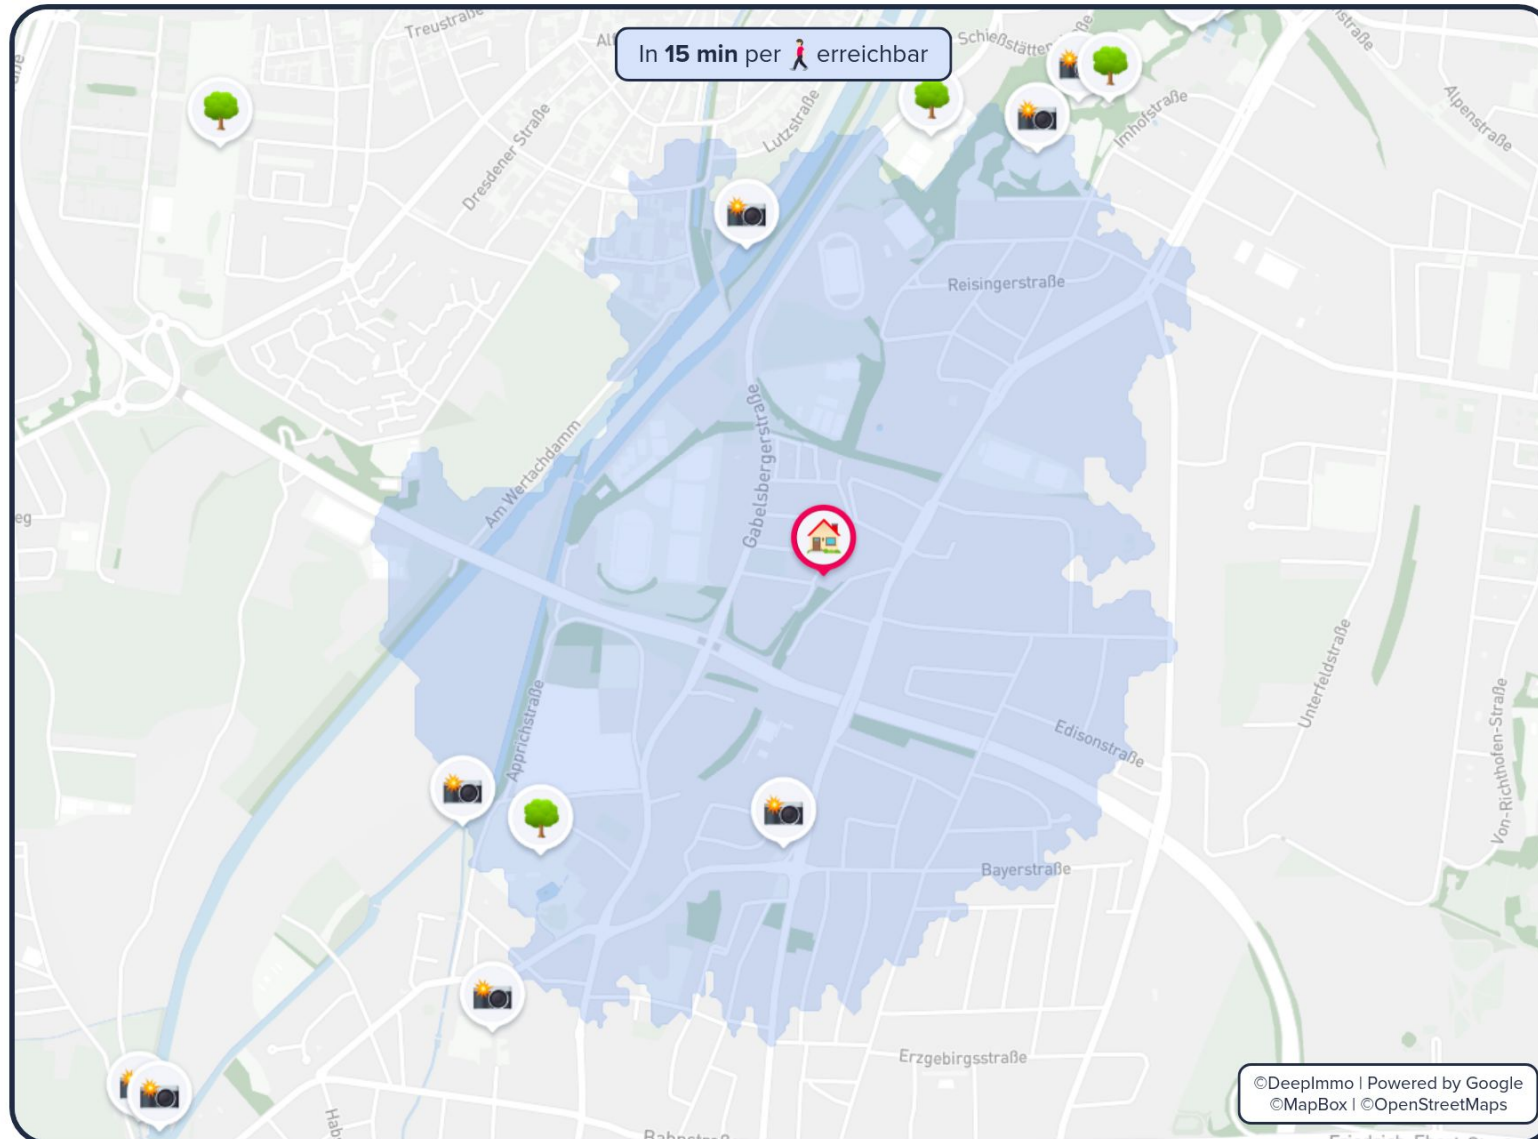 Treustraße
In 15 min per erreichbar
Schießstätten
Lutzstraße
Imhofstraße
Alpenstraße
Dresdener Straße
Reisingerstraße
Gabelsbergerstraße
Am Wertachdamm
Unterfeldstraße
Von-Richthofen-Straße
Apprichstraße
Edisonstraße
Bayerstraße
Erzgebirgsstraße
©DeepImmo | Powered by Google
©MapBox | ©OpenStreetMaps